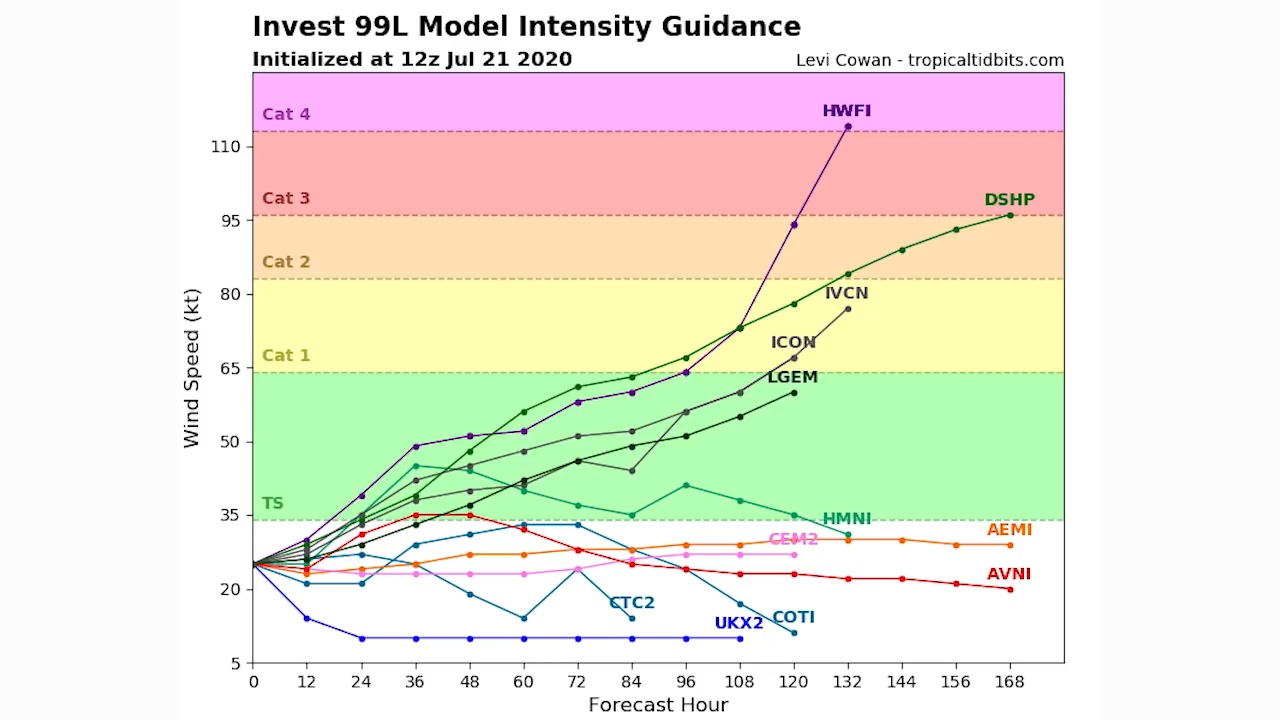 Invest 99L Model Intensity Guidance
Initialized at 12z Jul 21 2020
Levi Cowan - tropicaltidbits.com
Cat 4
HWFI
110
Cat 3
DSHP
95
Cat 2
80
IVCN
Cat 1
ICON
65
LGEM
Wind Speed (kt)
50
TS
35
HMNI
AEMI
CEM2
AVNI
20
CTC2
COTI
UKX2
5
0 12 24 36 48 60 72 84 96 108 120 132 144 156 168
Forecast Hour